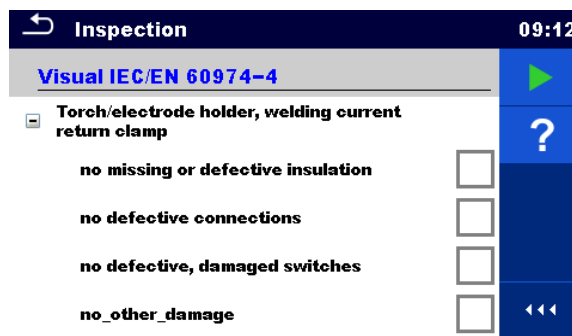 Inspection
09:12
Visual IEC/EN 60974-4
Torch/electrode holder, welding current
return clamp
?
no missing or defective insulation
no defective connections
no defective, damaged switches
no_other_damage